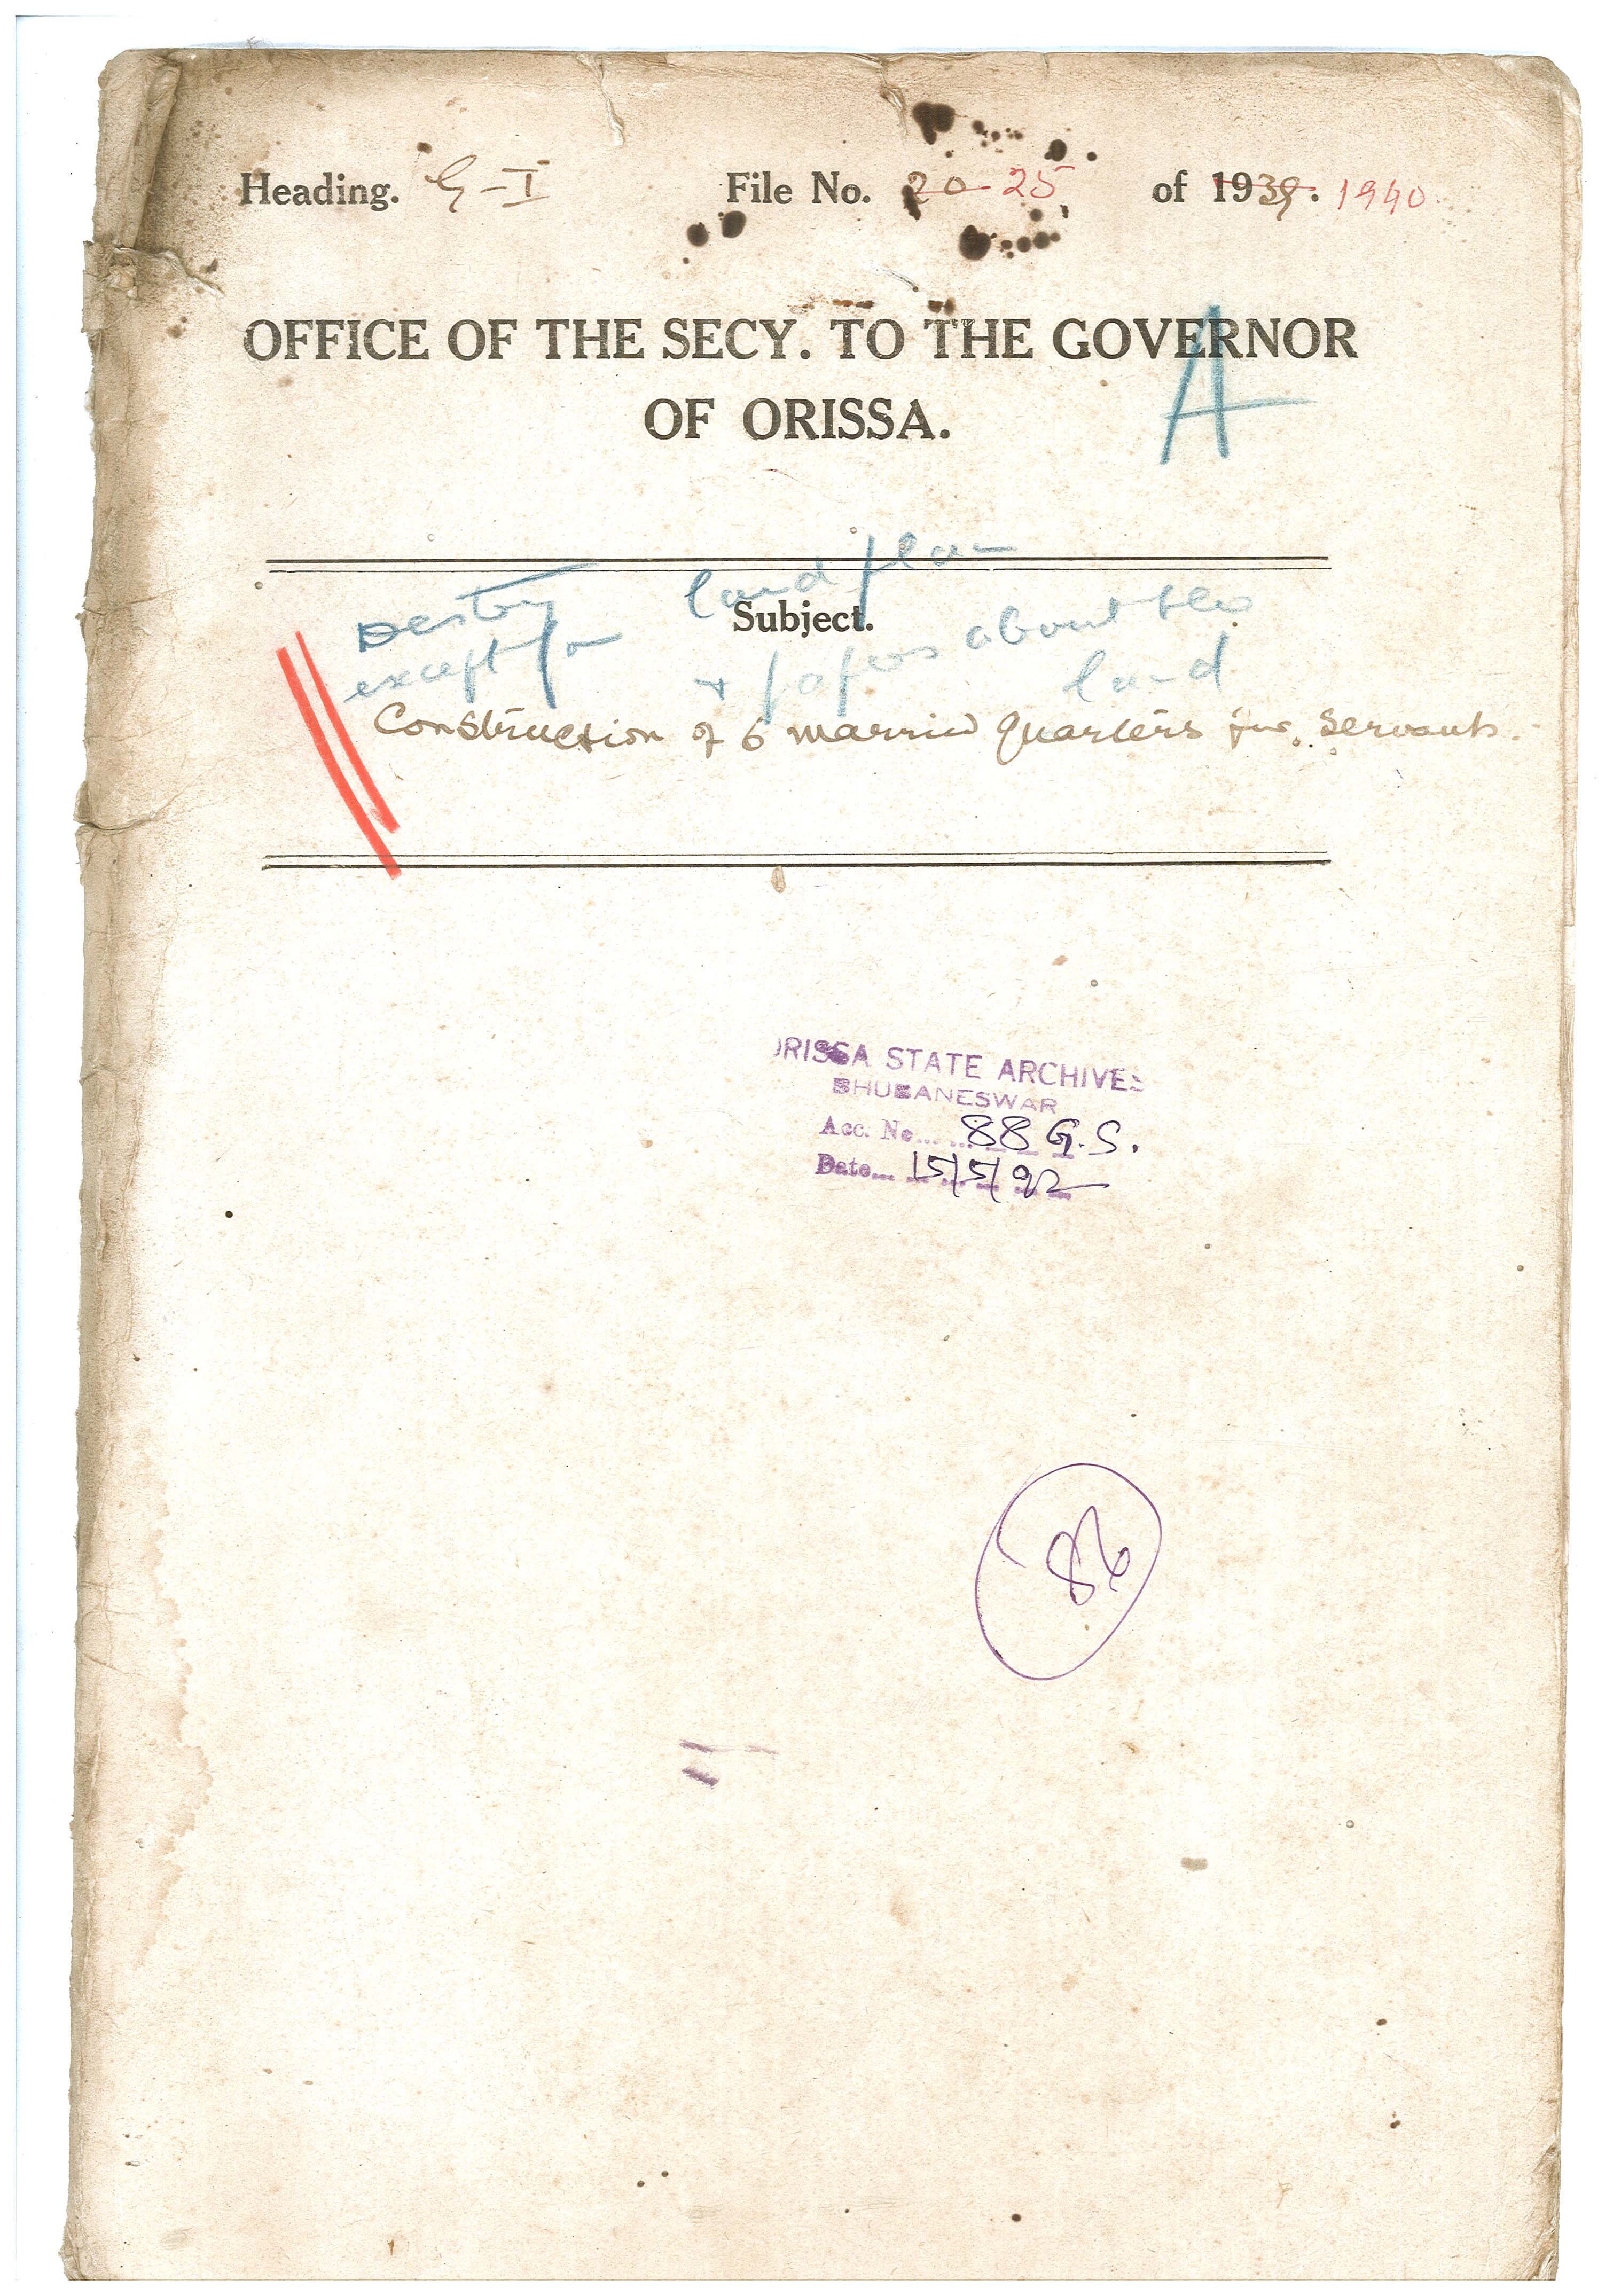 Heading. G-I File No. 20 25 of 1939. 1940.
OFFICE OF THE SECY. TO THE GOVERNOR
OF ORISSA.
A
Destroy land plan
Subject.
except for + papers about the
land
Construction of 6 married quarters for servants.
ORISSA STATE ARCHIVES
BHUBANESWAR
Acc. No... 88 G.S.
Date... 15/5/92
86